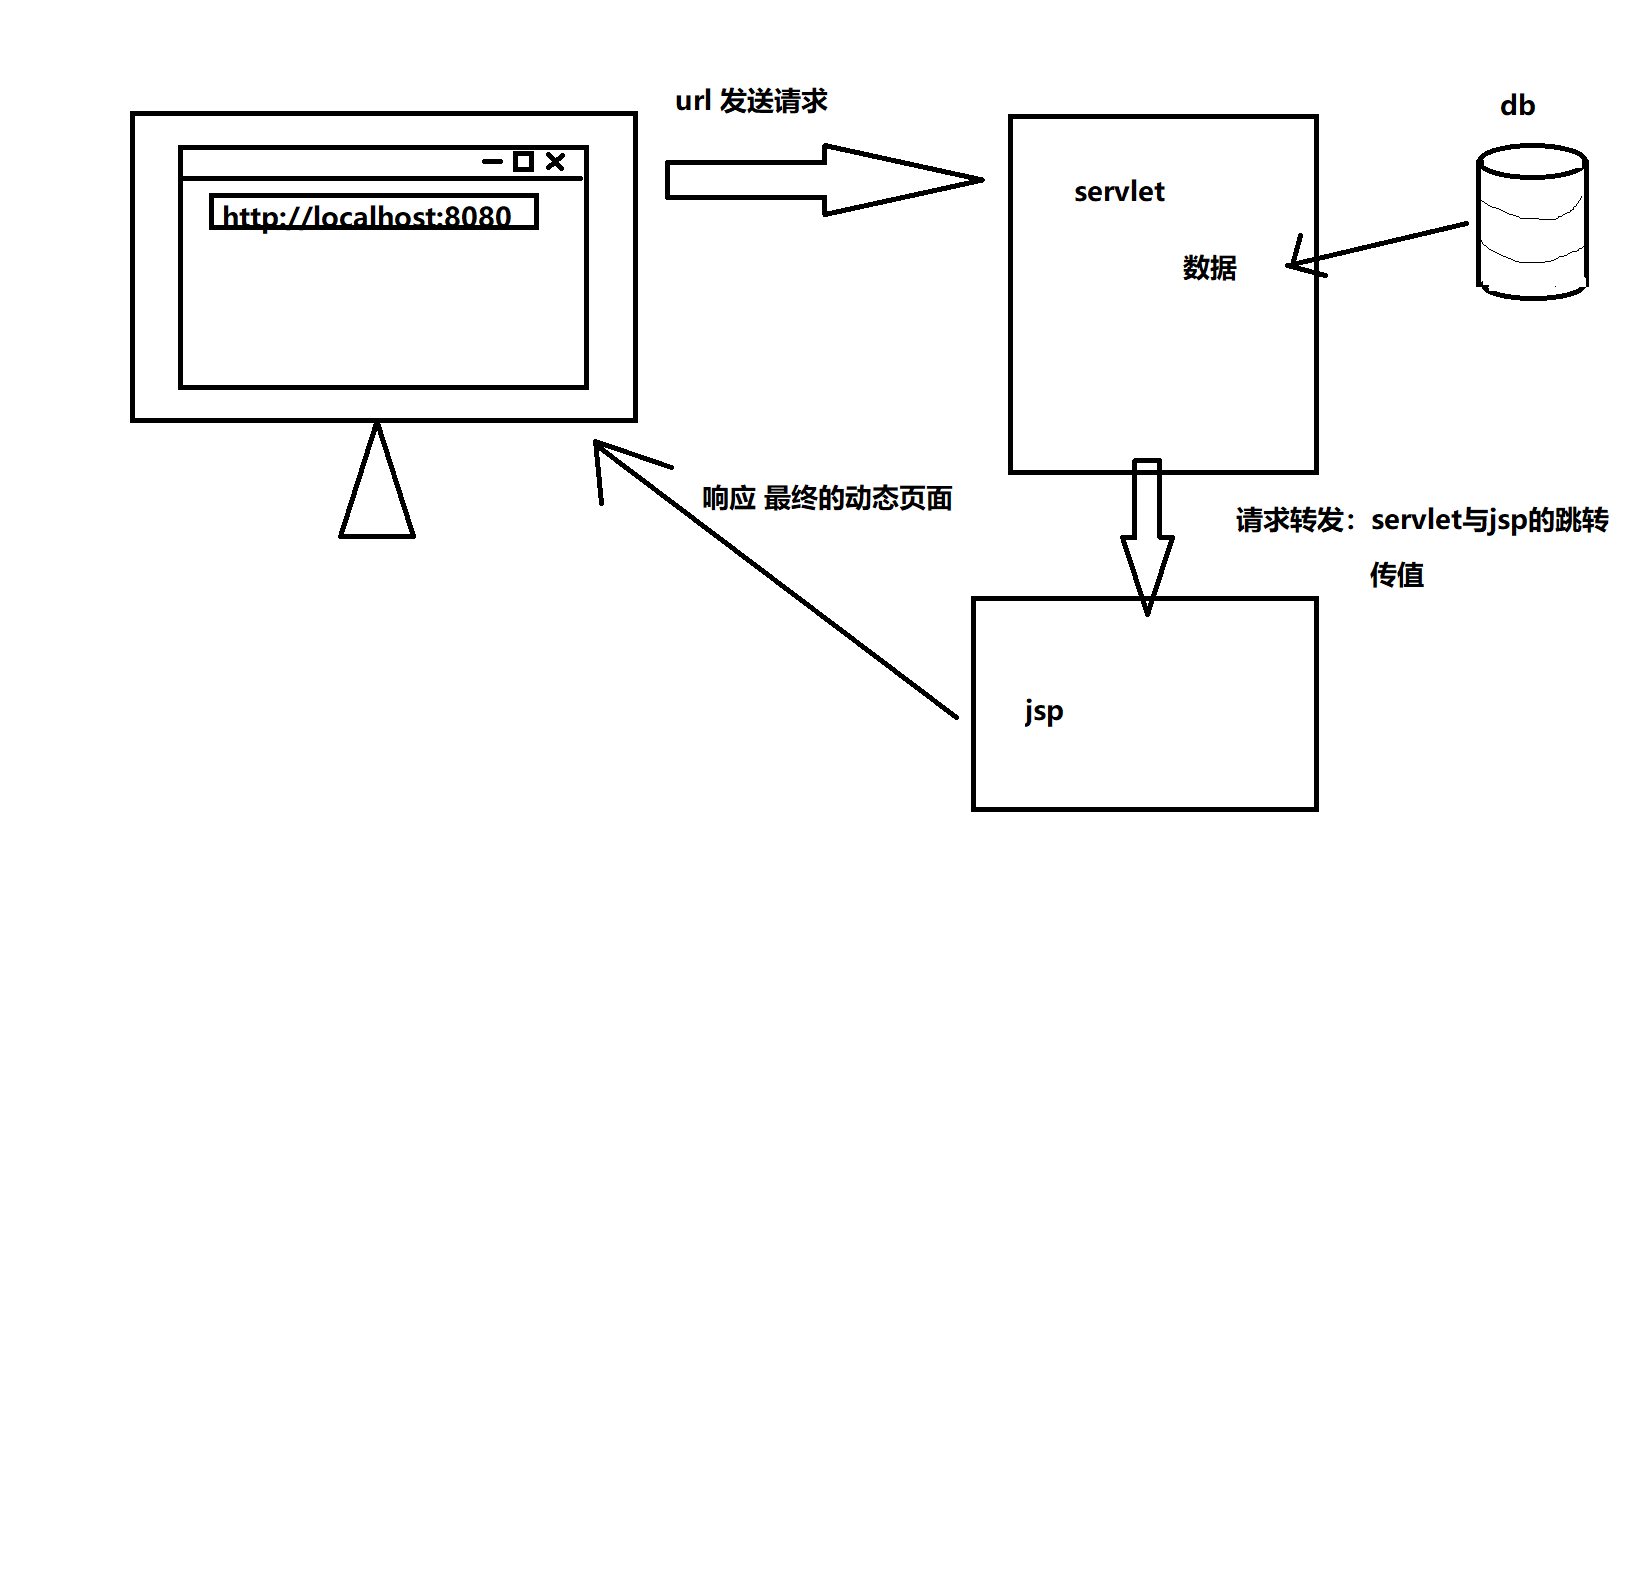 url 发送请求
db
http://localhost:8080
servlet
数据
响应 最终的动态页面
请求转发：servlet与jsp的跳转
传值
jsp